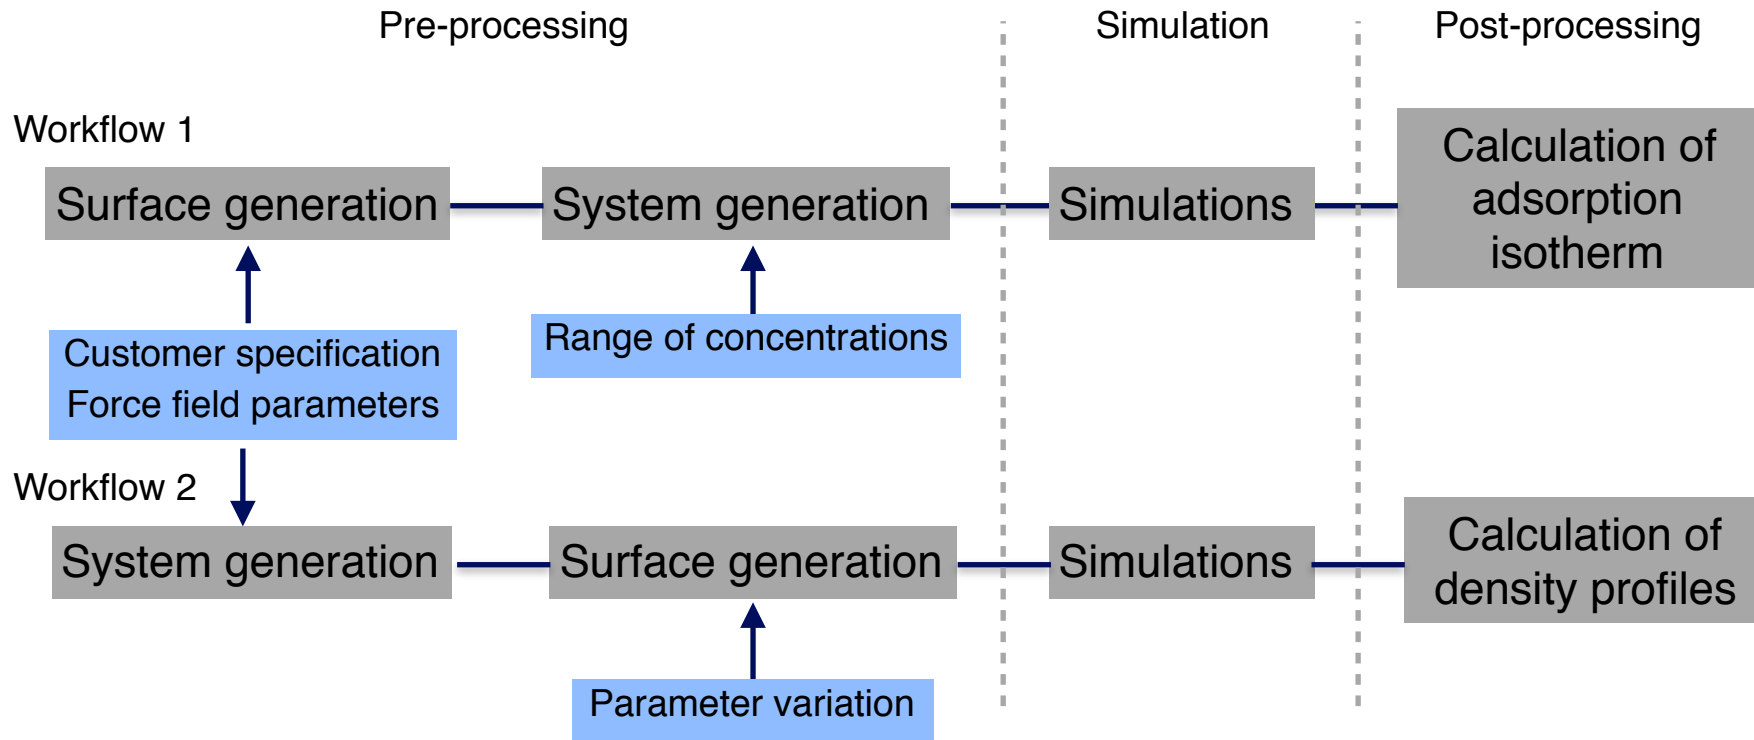 Pre-processing
Simulation
Post-processing
Workflow 1
Surface generation
System generation
Simulations
Calculation of
adsorption
isotherm
Customer specification
Force field parameters
Range of concentrations
Workflow 2
System generation
Surface generation
Simulations
Calculation of
density profiles
Parameter variation